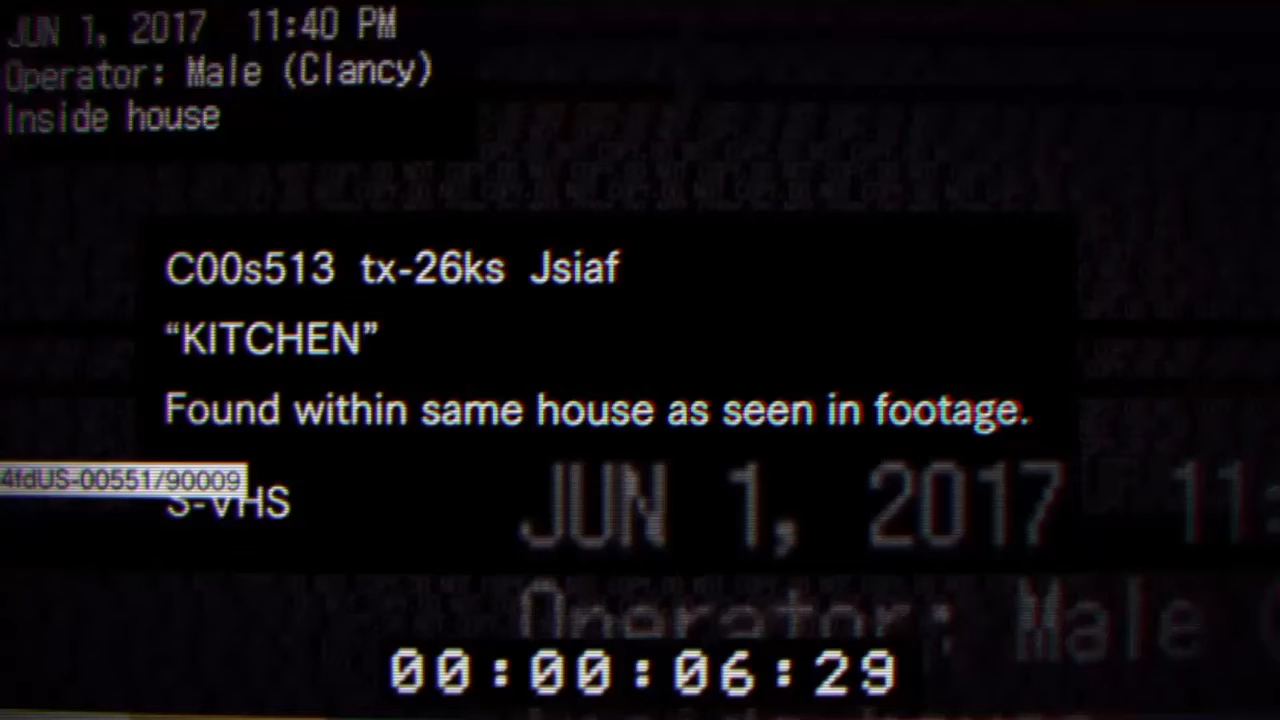 JUN 1, 2017 11:40 PM
Operator: Male (Clancy)
Inside house
C00s513 tx-26ks Jsiaf
“KITCHEN”
Found within same house as seen in footage.
4fdUS-00551/90009
S-VHS
JUN 1, 2017 11:
Operator: Male (
00:00:06:29